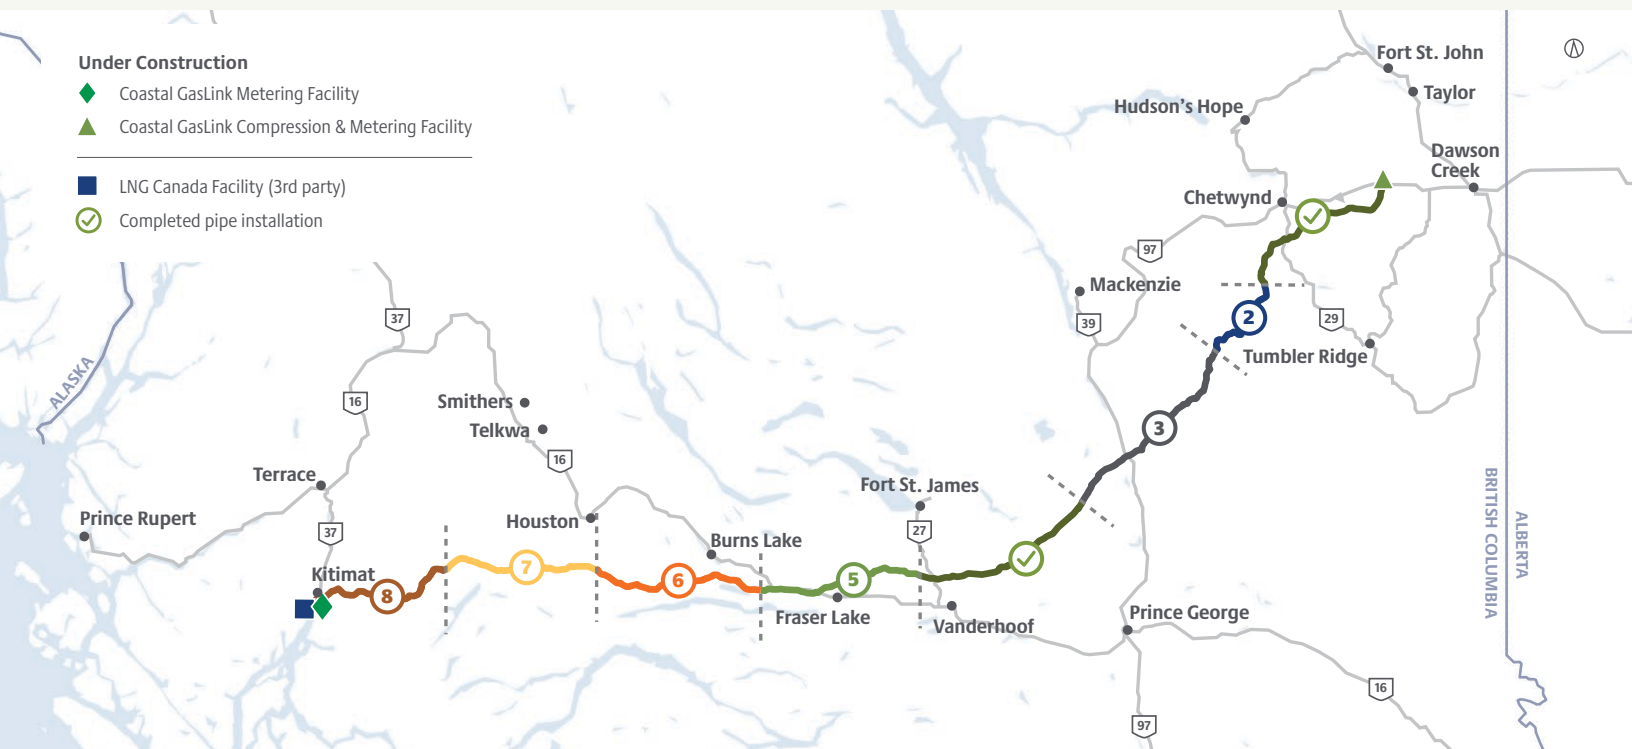 Under Construction
Coastal GasLink Metering Facility
Coastal GasLink Compression & Metering Facility
LNG Canada Facility (3rd party)
Completed pipe installation
Fort St. John
Taylor
Hudson's Hope
Dawson
Creek
Chetwynd
97
Mackenzie
39
29
2
Tumbler Ridge
37
ALASKA
16
Smithers
Telkwa
3
16
Terrace
Fort St. James
BRITISH COLUMBIA
ALBERTA
Prince Rupert
37
Houston
27
Burns Lake
Kitimat
8
7
6
5
Fraser Lake
Vanderhoof
Prince George
16
97